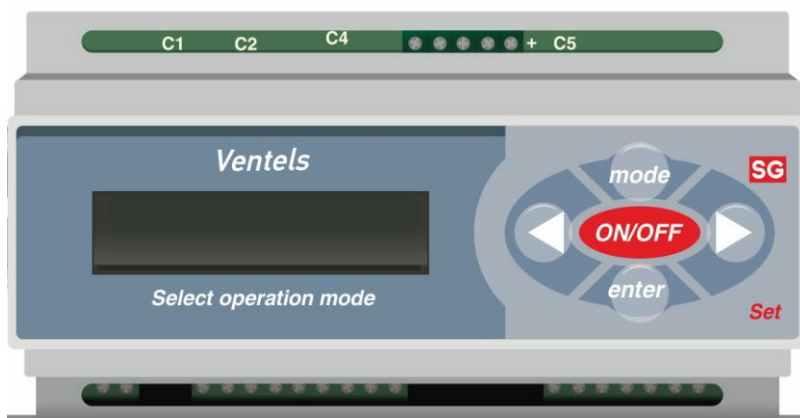 C1 C2 C4 + C5
Ventels
mode
SG
ON/OFF
Select operation mode
enter
Set